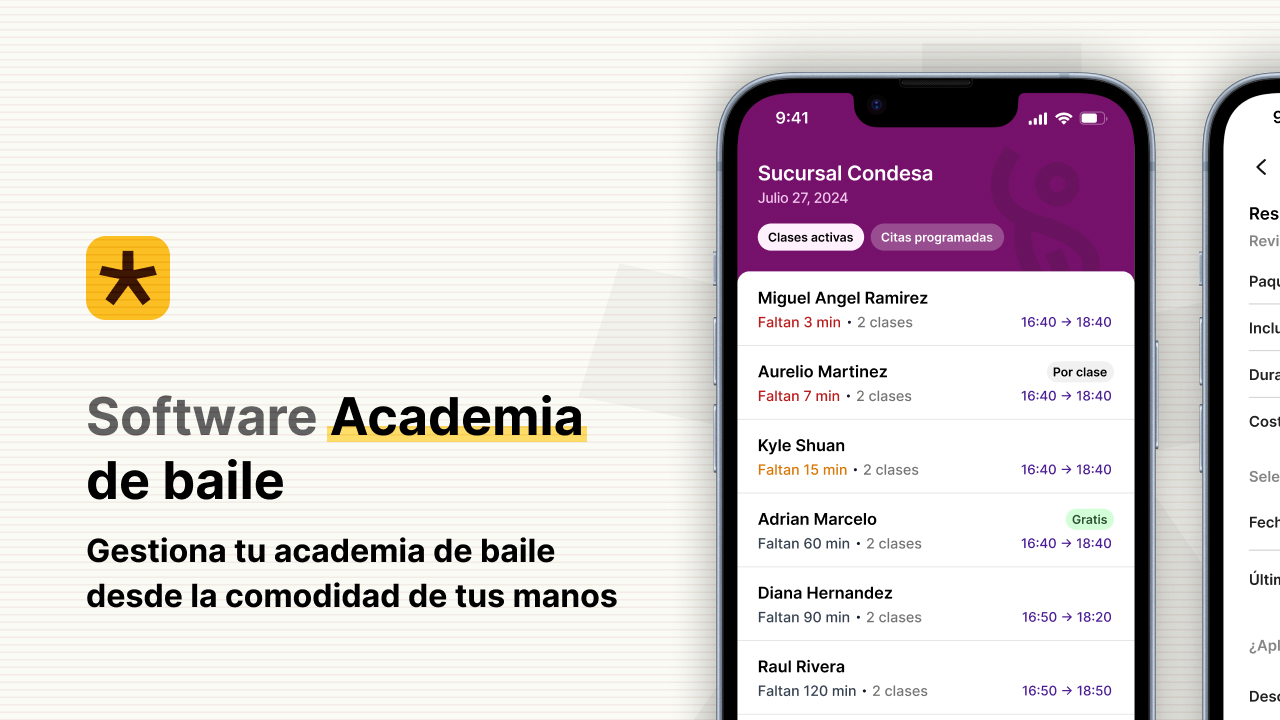 Software Academia
de baile
Gestiona tu academia de baile
desde la comodidad de tus manos
9:41
Sucursal Condesa
Julio 27, 2024
Clases activas
Citas programadas
Miguel Angel Ramirez
Faltan 3 min • 2 clases
16:40 → 18:40
Aurelio Martinez
Por clase
Faltan 7 min • 2 clases
16:40 → 18:40
Kyle Shuan
Faltan 15 min • 2 clases
16:40 → 18:40
Adrian Marcelo
Gratis
Faltan 60 min • 2 clases
16:40 → 18:40
Diana Hernandez
Faltan 90 min • 2 clases
16:50 → 18:20
Raul Rivera
Faltan 120 min • 2 clases
16:50 → 18:50
9
Res
Revi
Paqu
Inclu
Dura
Cost
Sele
Fech
Últin
¿Apl
Desc